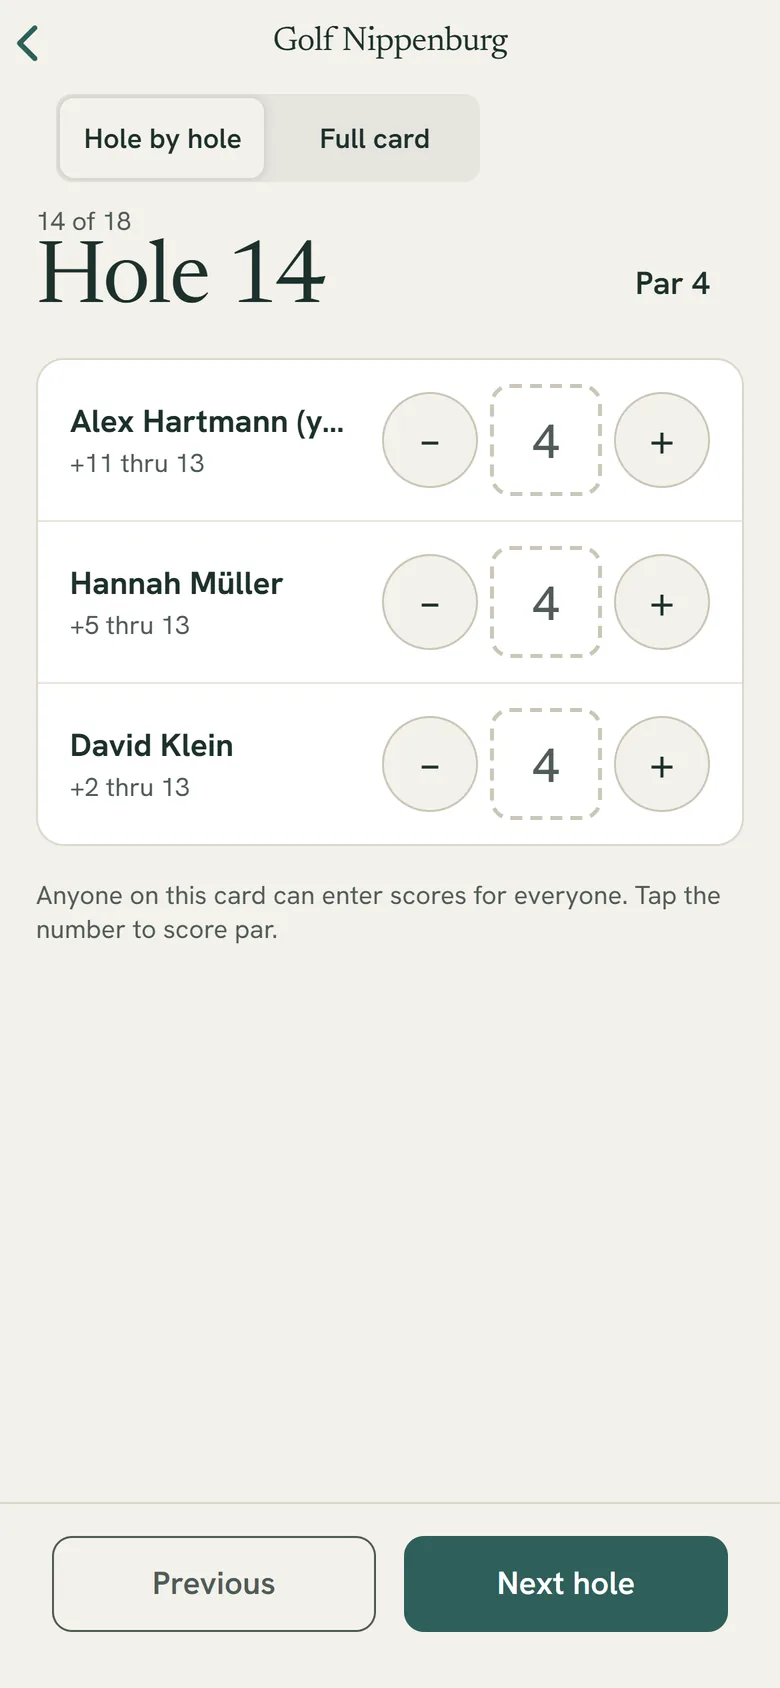 Golf Nippenburg
Hole by hole
Full card
14 of 18
Hole 14
Par 4
Alex Hartmann (y...
+11 thru 13
−
4
+
Hannah Müller
+5 thru 13
−
4
+
David Klein
+2 thru 13
−
4
+
Anyone on this card can enter scores for everyone. Tap the
number to score par.
Previous
Next hole